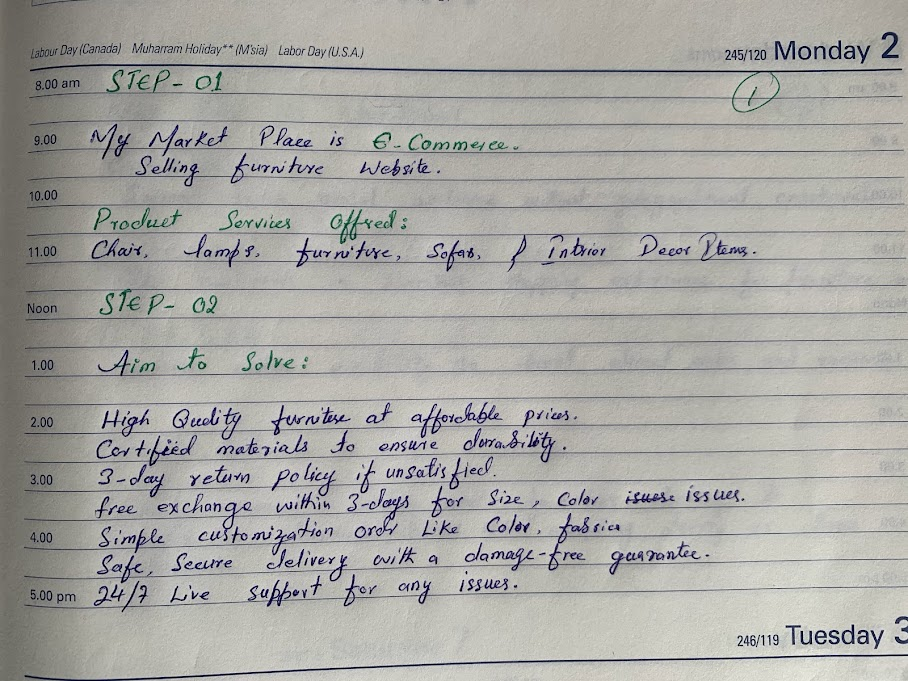 Labour Day (Canada) Muharram Holiday** (M'sia) Labor Day (U.S.A.)
245/120 Monday 2
8.00 am STEP-01
1
9.00 My Market Place is E-Commerce.
Selling furniture Website.
10.00
Product Services Offred:
11.00 Chair, lamps, furniture, Sofas, & Interior Decor Items.
Noon STEP-02
1.00 Aim to Solve:
2.00 High Quality furniture at affordable prices.
Certified materials to ensure durability.
3.00 3-day return policy if unsatisfied.
free exchange within 3-days for Size, Color issues.
4.00 Simple customization order Like Color, fabrics
Safe, Secure delivery with a damage-free guarantee.
5.00 pm 24/7 Live support for any issues.
246/119 Tuesday 3